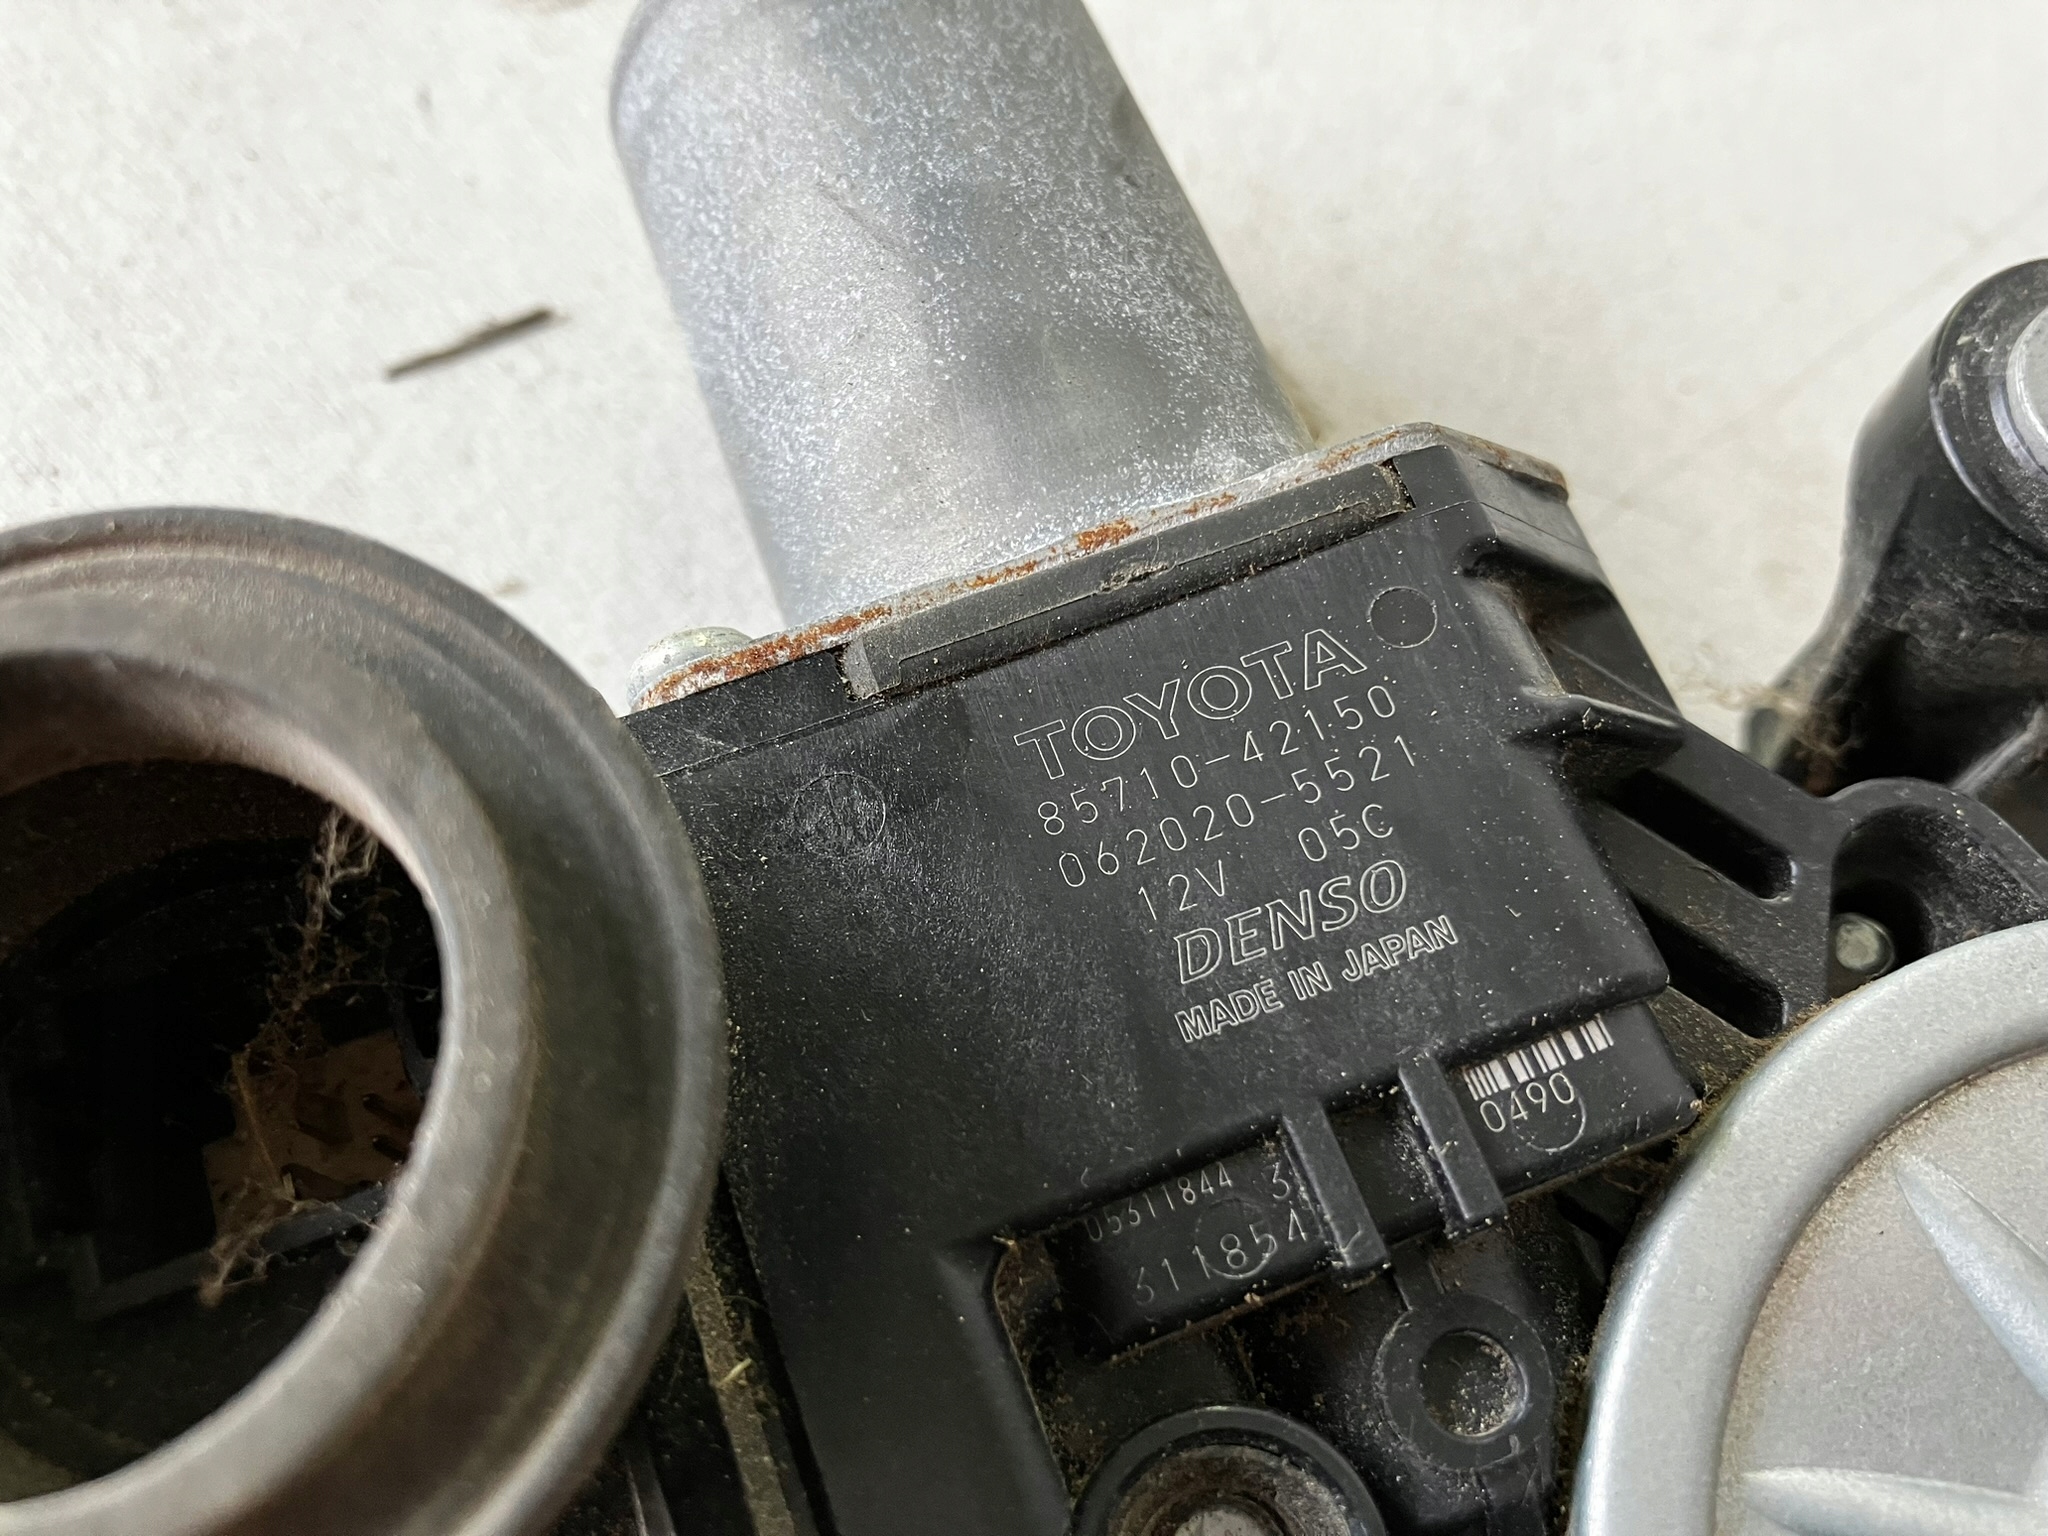 TOYOTA
85710-42150
062020-5521
12V 05C
DENSO
MADE IN JAPAN
0490
05311844 3
311854